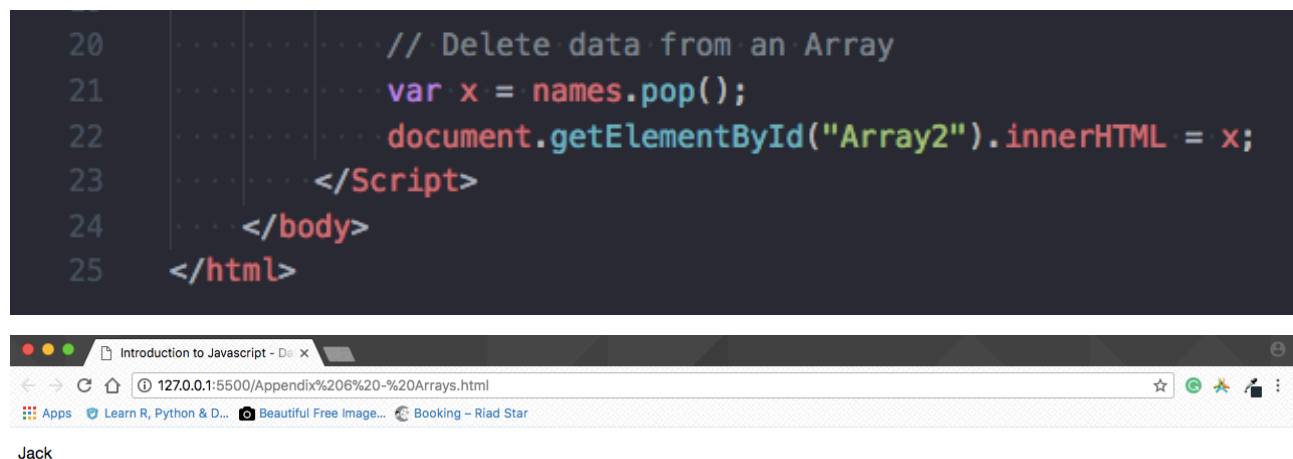 20 // Delete data from an Array
21 var x = names.pop();
22 document.getElementById("Array2").innerHTML = x;
23 </Script>
24 </body>
25 </html>
Introduction to Javascript - Da
127.0.0.1:5500/Appendix%206%20-%20Arrays.html
Apps Learn R, Python & D... Beautiful Free Image... Booking – Riad Star
Jack